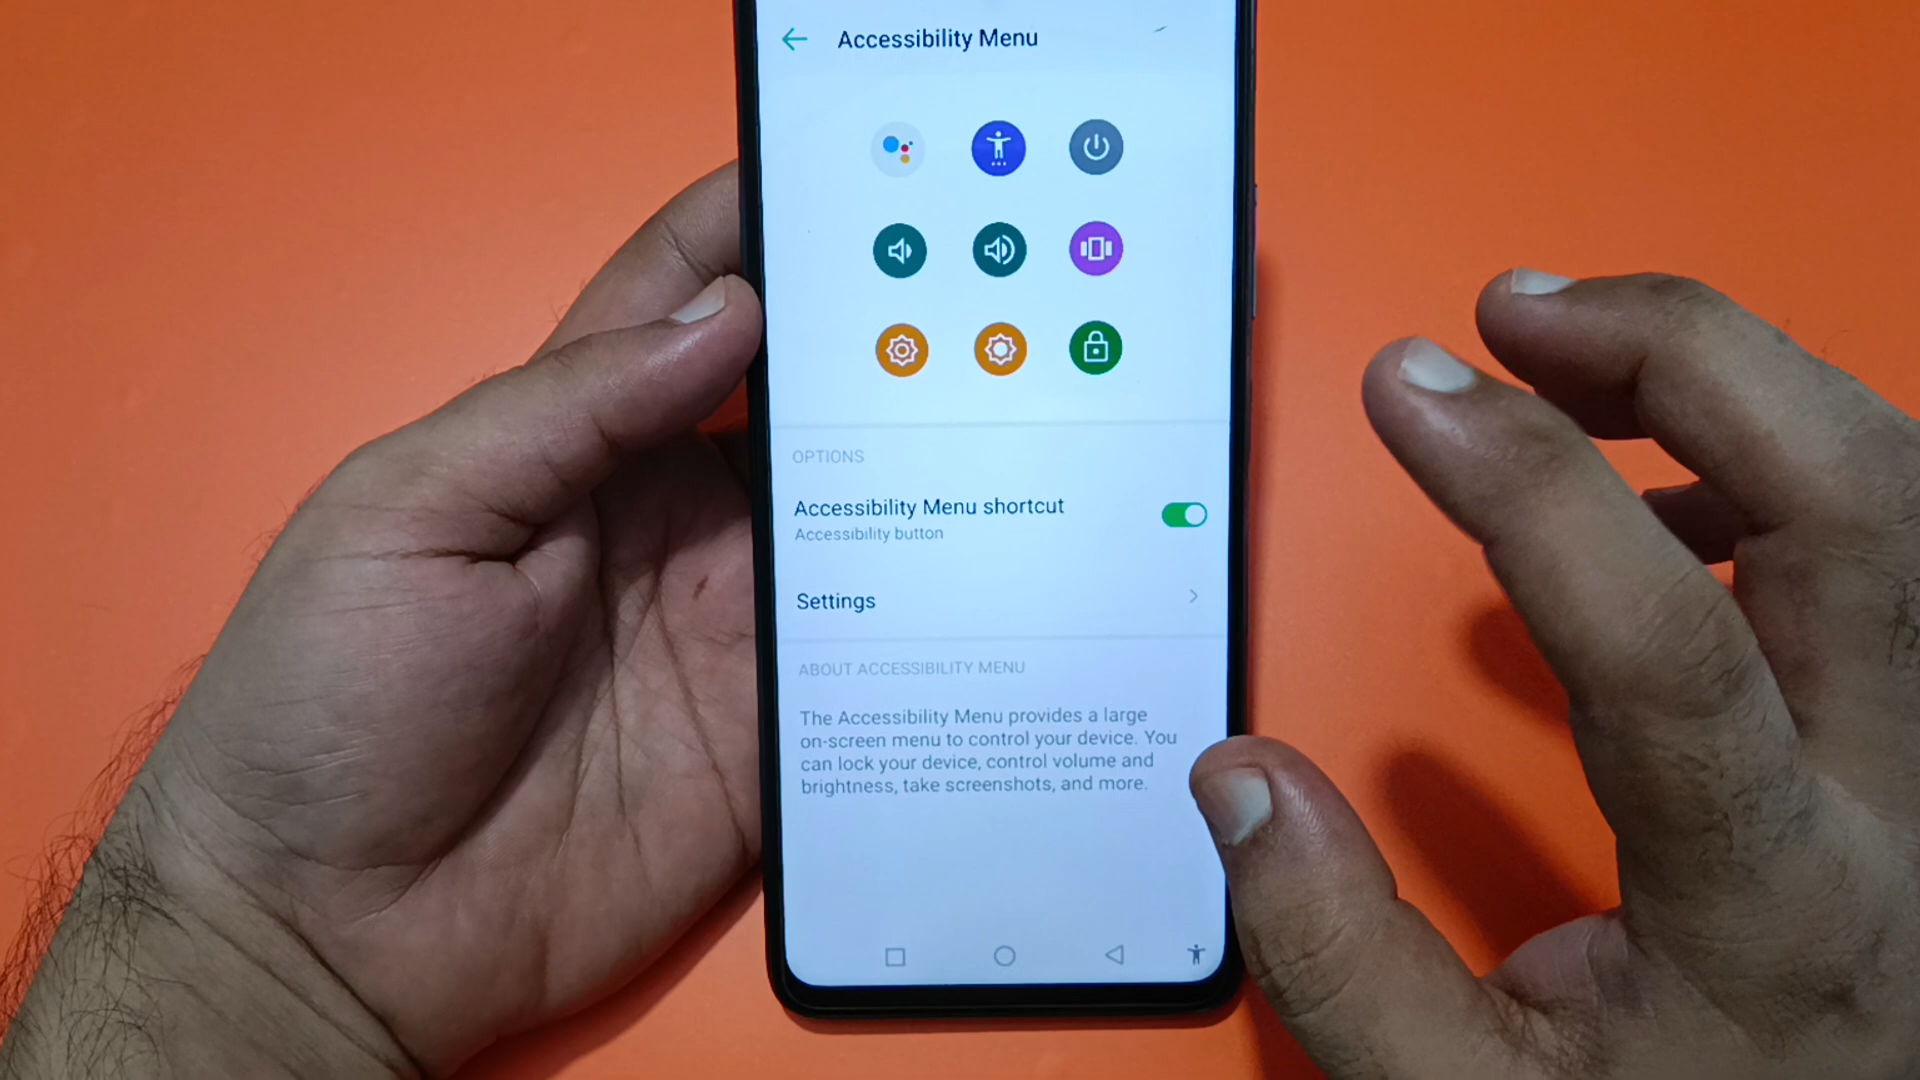 Accessibility Menu
OPTIONS
Accessibility Menu shortcut
Accessibility button
Settings
ABOUT ACCESSIBILITY MENU
The Accessibility Menu provides a large
on-screen menu to control your device. You
can lock your device, control volume and
brightness, take screenshots, and more.